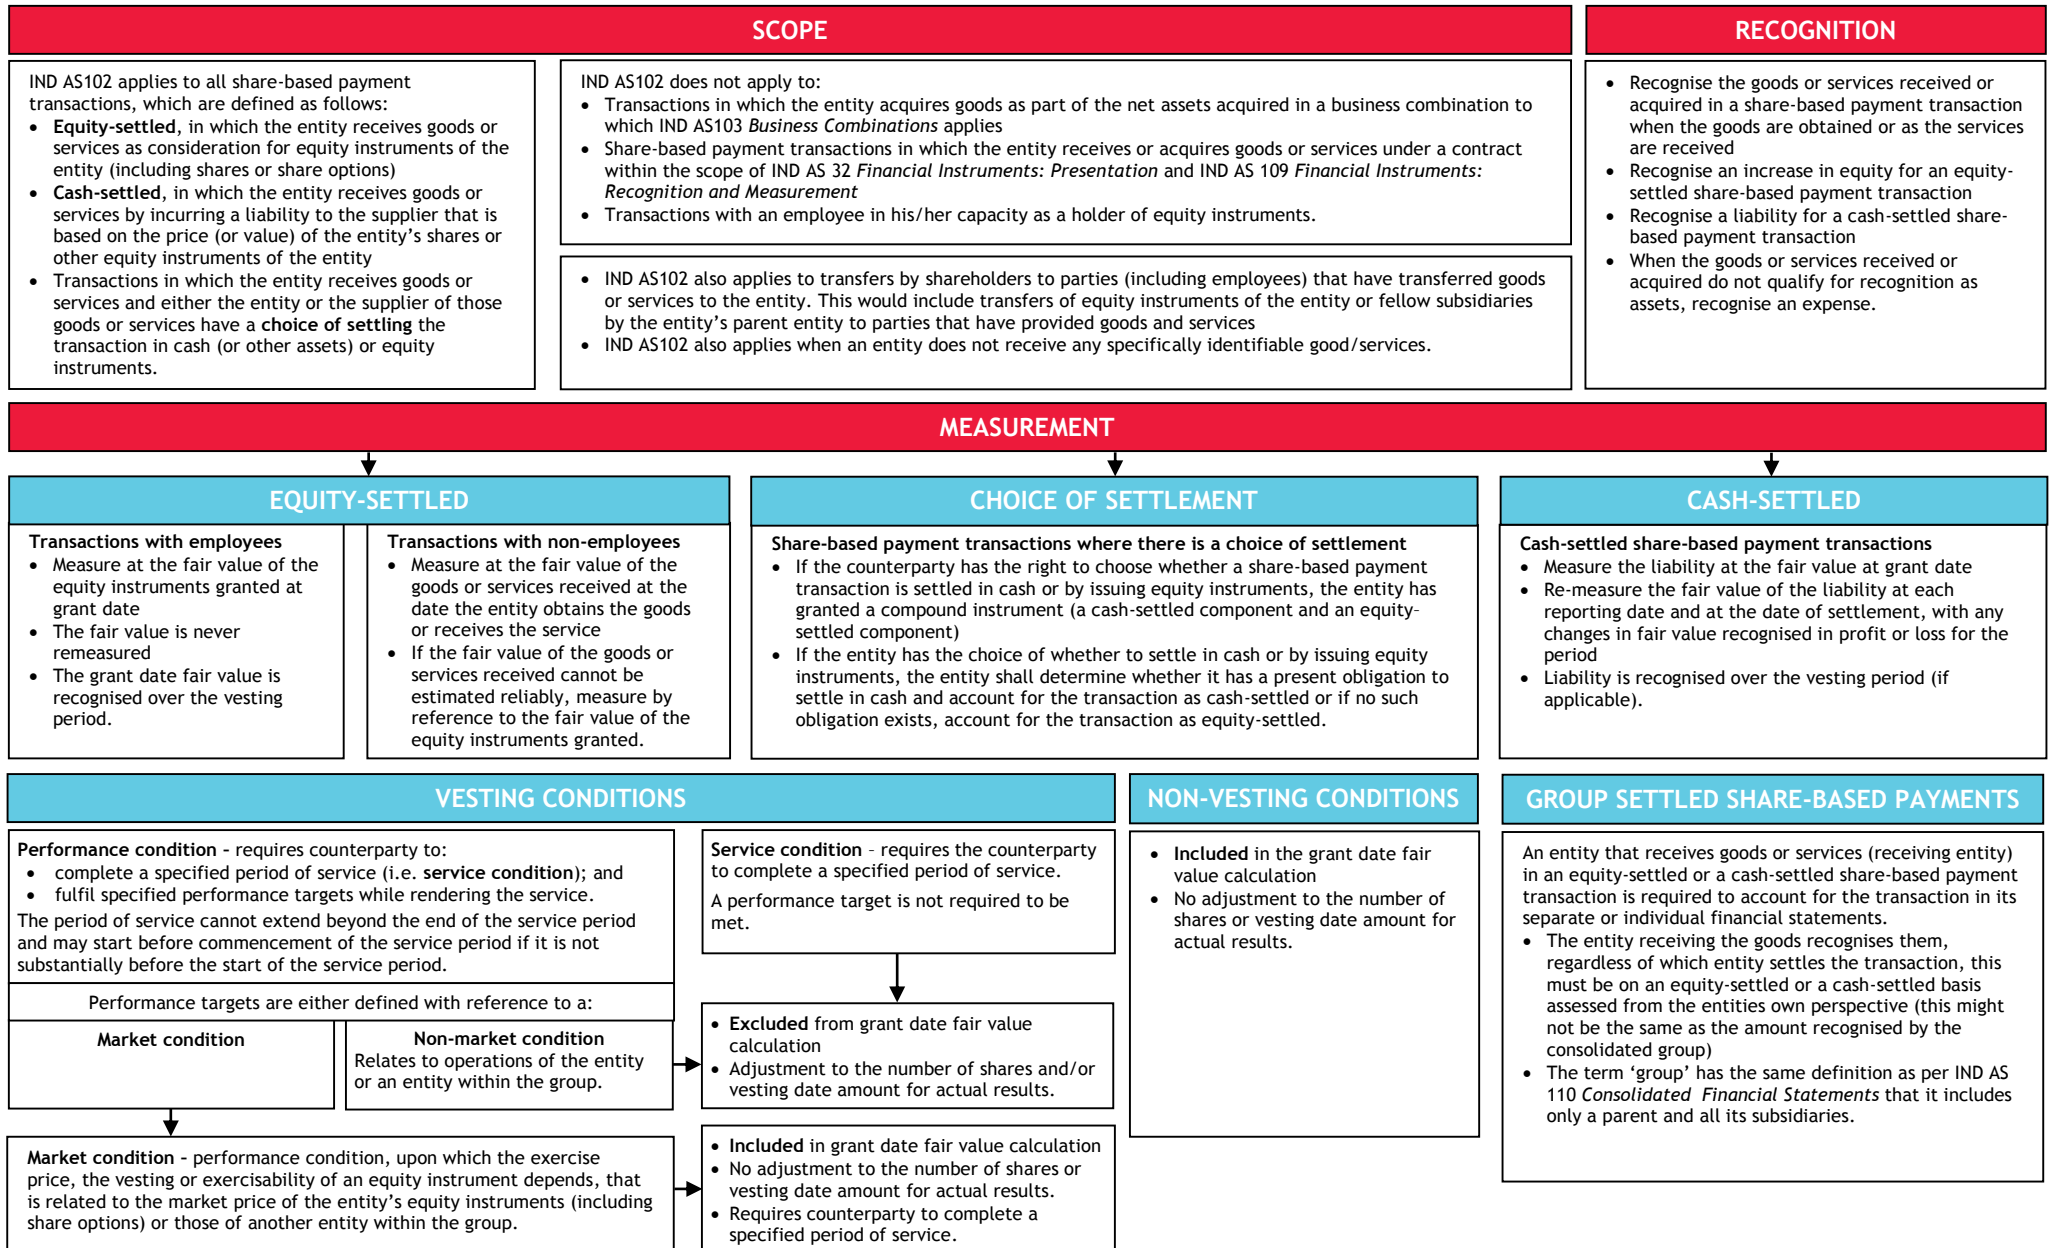 SCOPE
IND AS102 applies to all share-based payment
transactions, which are defined as follows:
• Equity-settled, in which the entity receives goods or
services as consideration for equity instruments of the
entity (including shares or share options)
• Cash-settled, in which the entity receives goods or
services by incurring a liability to the supplier that is
based on the price (or value) of the entity’s shares or
other equity instruments of the entity
• Transactions in which the entity receives goods or
services and either the entity or the supplier of those
goods or services have a choice of settling the
transaction in cash (or other assets) or equity
instruments.
IND AS102 does not apply to:
• Transactions in which the entity acquires goods as part of the net assets acquired in a business combination to
which IND AS103 Business Combinations applies
• Share-based payment transactions in which the entity receives or acquires goods or services under a contract
within the scope of IND AS 32 Financial Instruments: Presentation and IND AS 109 Financial Instruments:
Recognition and Measurement
• Transactions with an employee in his/her capacity as a holder of equity instruments.
• IND AS102 also applies to transfers by shareholders to parties (including employees) that have transferred goods
or services to the entity. This would include transfers of equity instruments of the entity or fellow subsidiaries
by the entity’s parent entity to parties that have provided goods and services
• IND AS102 also applies when an entity does not receive any specifically identifiable good/services.
RECOGNITION
• Recognise the goods or services received or
acquired in a share-based payment transaction
when the goods are obtained or as the services
are received
• Recognise an increase in equity for an equity-
settled share-based payment transaction
• Recognise a liability for a cash-settled share-
based payment transaction
• When the goods or services received or
acquired do not qualify for recognition as
assets, recognise an expense.
MEASUREMENT
EQUITY-SETTLED
Transactions with employees
• Measure at the fair value of the
equity instruments granted at
grant date
• The fair value is never
remeasured
• The grant date fair value is
recognised over the vesting
period.
Transactions with non-employees
• Measure at the fair value of the
goods or services received at the
date the entity obtains the goods
or receives the service
• If the fair value of the goods or
services received cannot be
estimated reliably, measure by
reference to the fair value of the
equity instruments granted.
CHOICE OF SETTLEMENT
Share-based payment transactions where there is a choice of settlement
• If the counterparty has the right to choose whether a share-based payment
transaction is settled in cash or by issuing equity instruments, the entity has
granted a compound instrument (a cash-settled component and an equity–
settled component)
• If the entity has the choice of whether to settle in cash or by issuing equity
instruments, the entity shall determine whether it has a present obligation to
settle in cash and account for the transaction as cash-settled or if no such
obligation exists, account for the transaction as equity-settled.
CASH-SETTLED
Cash-settled share-based payment transactions
• Measure the liability at the fair value at grant date
• Re-measure the fair value of the liability at each
reporting date and at the date of settlement, with any
changes in fair value recognised in profit or loss for the
period
• Liability is recognised over the vesting period (if
applicable).
VESTING CONDITIONS
Performance condition – requires counterparty to:
• complete a specified period of service (i.e. service condition); and
• fulfil specified performance targets while rendering the service.
The period of service cannot extend beyond the end of the service period
and may start before commencement of the service period if it is not
substantially before the start of the service period.
Performance targets are either defined with reference to a:
Market condition
Non-market condition
Relates to operations of the entity
or an entity within the group.
Market condition – performance condition, upon which the exercise
price, the vesting or exercisability of an equity instrument depends, that
is related to the market price of the entity’s equity instruments (including
share options) or those of another entity within the group.
Service condition – requires the counterparty
to complete a specified period of service.
A performance target is not required to be
met.
• Excluded from grant date fair value
calculation
• Adjustment to the number of shares and/or
vesting date amount for actual results.
• Included in grant date fair value calculation
• No adjustment to the number of shares or
vesting date amount for actual results.
• Requires counterparty to complete a
specified period of service.
NON-VESTING CONDITIONS
• Included in the grant date fair
value calculation
• No adjustment to the number of
shares or vesting date amount for
actual results.
GROUP SETTLED SHARE-BASED PAYMENTS
An entity that receives goods or services (receiving entity)
in an equity-settled or a cash-settled share-based payment
transaction is required to account for the transaction in its
separate or individual financial statements.
• The entity receiving the goods recognises them,
regardless of which entity settles the transaction, this
must be on an equity-settled or a cash-settled basis
assessed from the entities own perspective (this might
not be the same as the amount recognised by the
consolidated group)
• The term ‘group’ has the same definition as per IND AS
110 Consolidated Financial Statements that it includes
only a parent and all its subsidiaries.